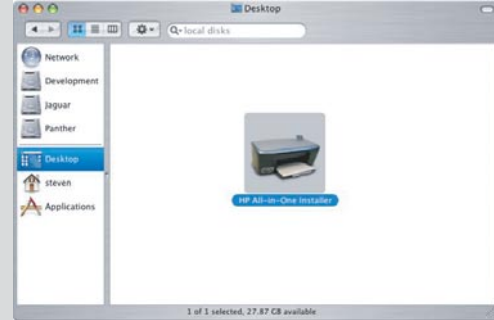 Desktop
local disks
Network
Development
Jaguar
Panther
Desktop
steven
Applications
HP All-in-One Installer
1 of 1 selected, 27.87 GB available